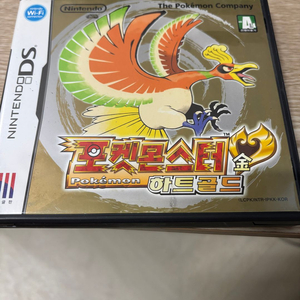 Nintendo
The Pokémon Company
Wi-Fi
NINTENDO DS
포켓몬스터
金
Pokémon
하트골드